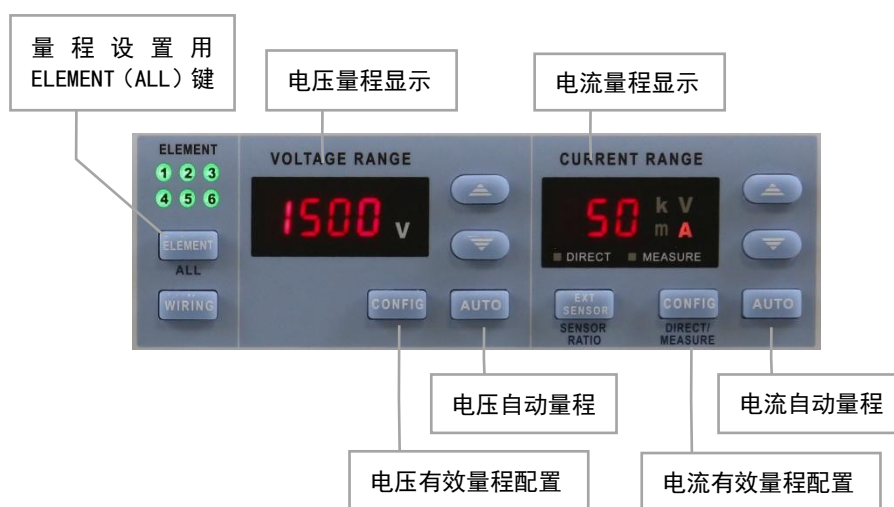 量程设置用
ELEMENT（ALL）键
电压量程显示
电流量程显示
ELEMENT
1 2 3
4 5 6
ELEMENT
ALL
WIRING
VOLTAGE RANGE
1500 V
CONFIG
AUTO
CURRENT RANGE
50 k V
m A
DIRECT MEASURE
EXT
SENSOR
SENSOR
RATIO
CONFIG
DIRECT/
MEASURE
AUTO
电压自动量程
电流自动量程
电压有效量程配置
电流有效量程配置